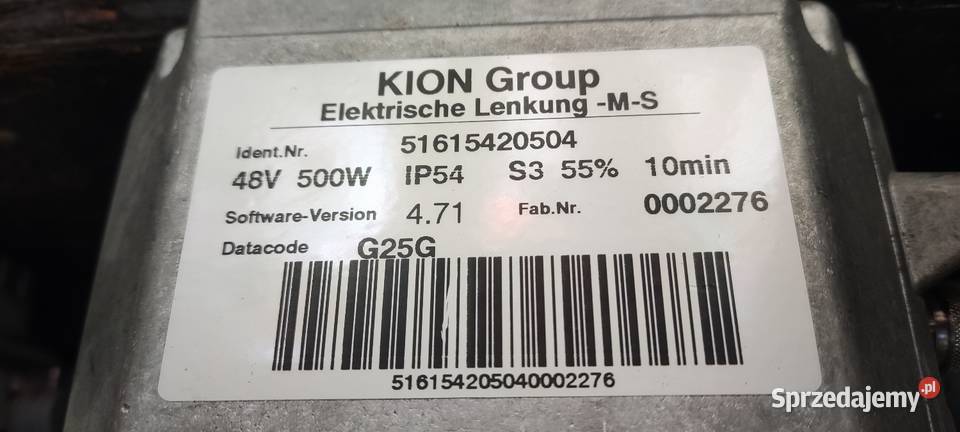 KION Group
Elektrische Lenkung -M-S
Ident.Nr. 51615420504
48V 500W IP54 S3 55% 10min
Software-Version 4.71 Fab.Nr. 0002276
Datacode G25G
516154205040002276
Sprzedajemy.pl